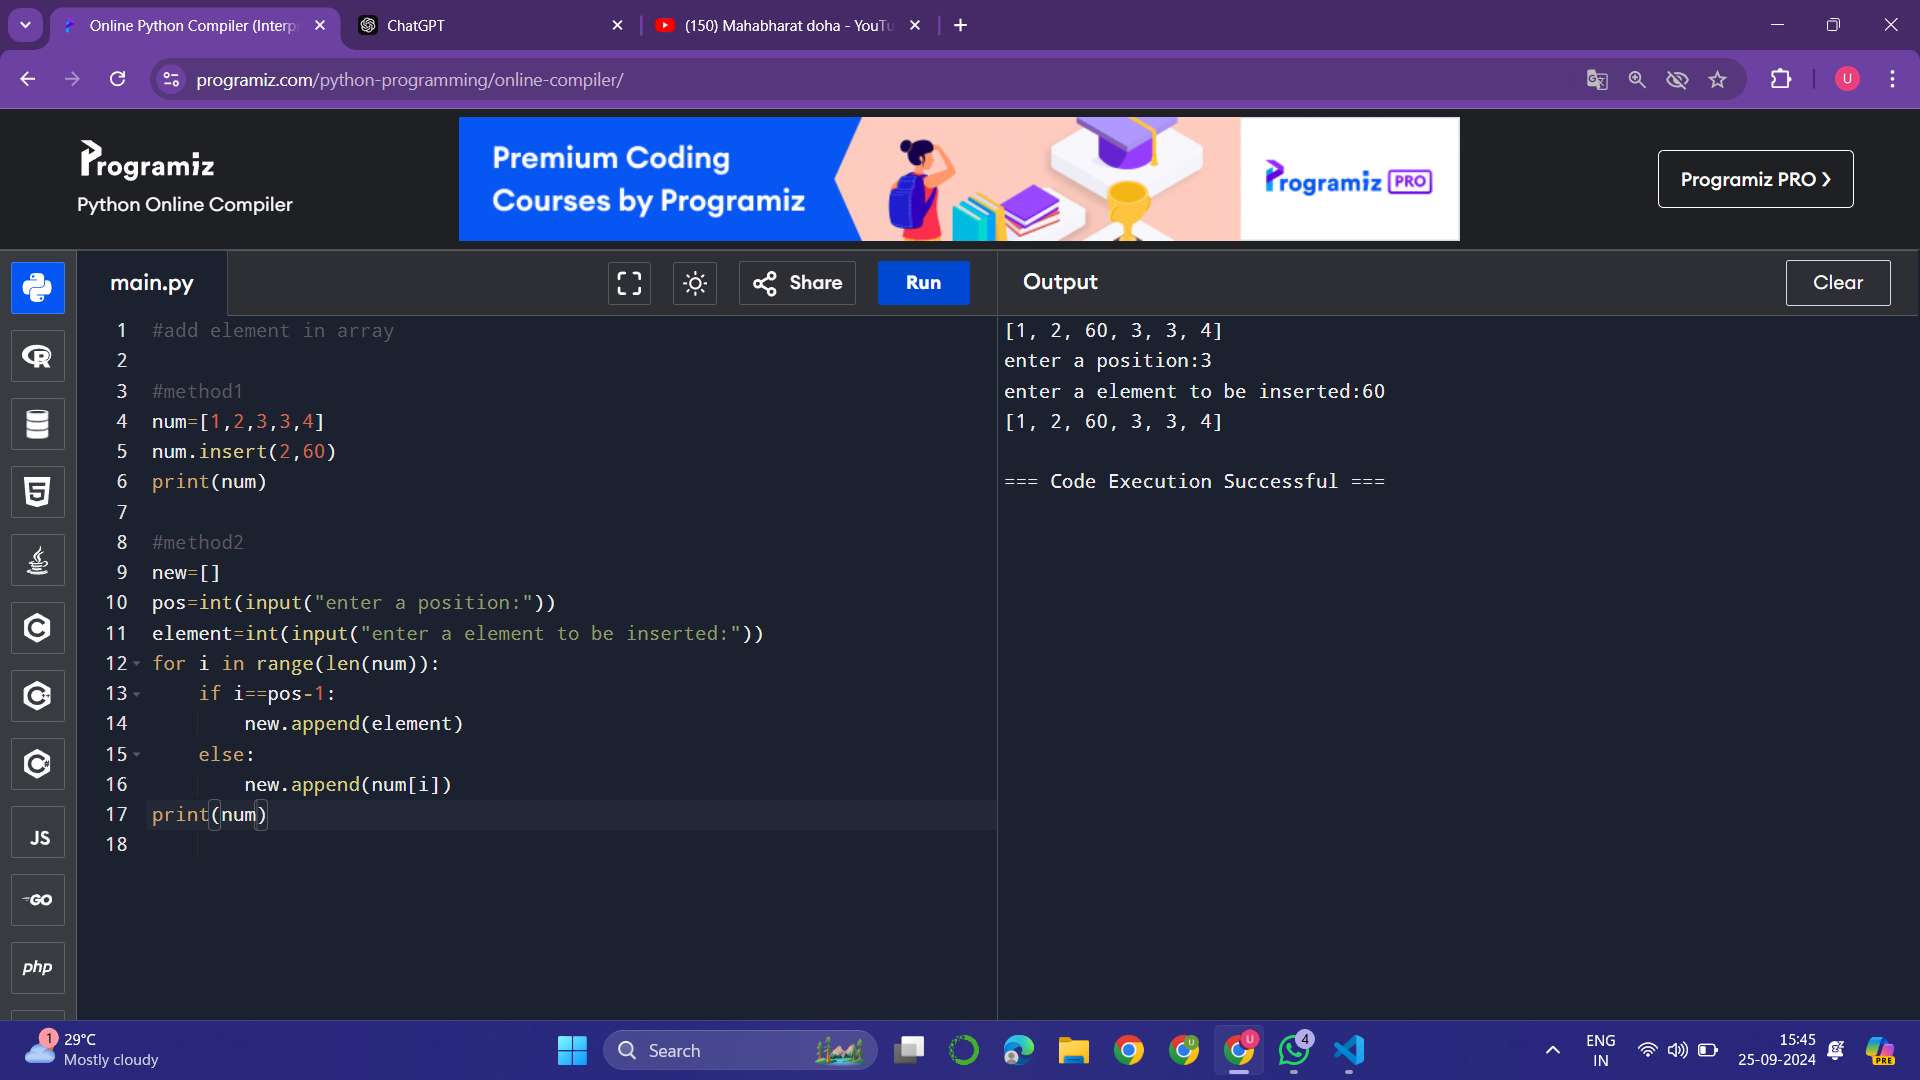 Online Python Compiler (Interp
ChatGPT
(150) Mahabharat doha - YouTu
programiz.com/python-programming/online-compiler/
U
Programiz
Python Online Compiler
Premium Coding
Courses by Programiz
Programiz PRO
Programiz PRO ❯
main.py
Share
Run
Output
Clear
1 #add element in array
2
3 #method1
4 num=[1,2,3,3,4]
5 num.insert(2,60)
6 print(num)
7
8 #method2
9 new=[]
10 pos=int(input("enter a position:"))
11 element=int(input("enter a element to be inserted:"))
12 for i in range(len(num)):
13     if i==pos-1:
14         new.append(element)
15     else:
16         new.append(num[i])
17 print(num)
18
[1, 2, 60, 3, 3, 4]
enter a position:3
enter a element to be inserted:60
[1, 2, 60, 3, 3, 4]
=== Code Execution Successful ===
R
5
C
C++
C#
JS
GO
php
1
29°C
Mostly cloudy
Search
U
U
4
ENG
IN
15:45
25-09-2024
PRE